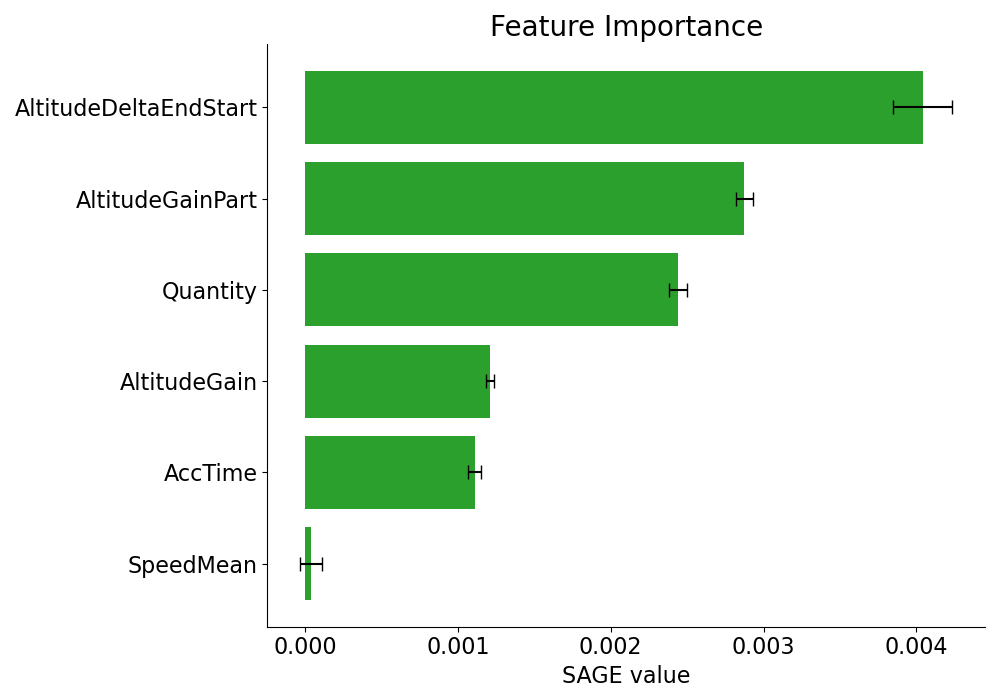 Feature Importance
AltitudeDeltaEndStart
AltitudeGainPart
Quantity
AltitudeGain
AccTime
SpeedMean
0.000 0.001 0.002 0.003 0.004
SAGE value